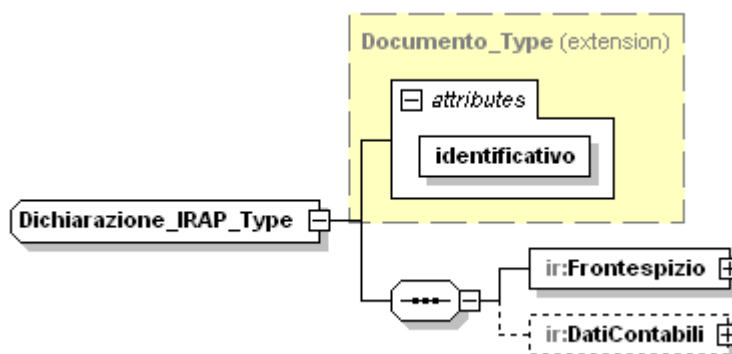 Documento_Type (extension)
attributes
identificativo
Dichiarazione_IRAP_Type
ir:Frontespizio
ir:DatiContabili